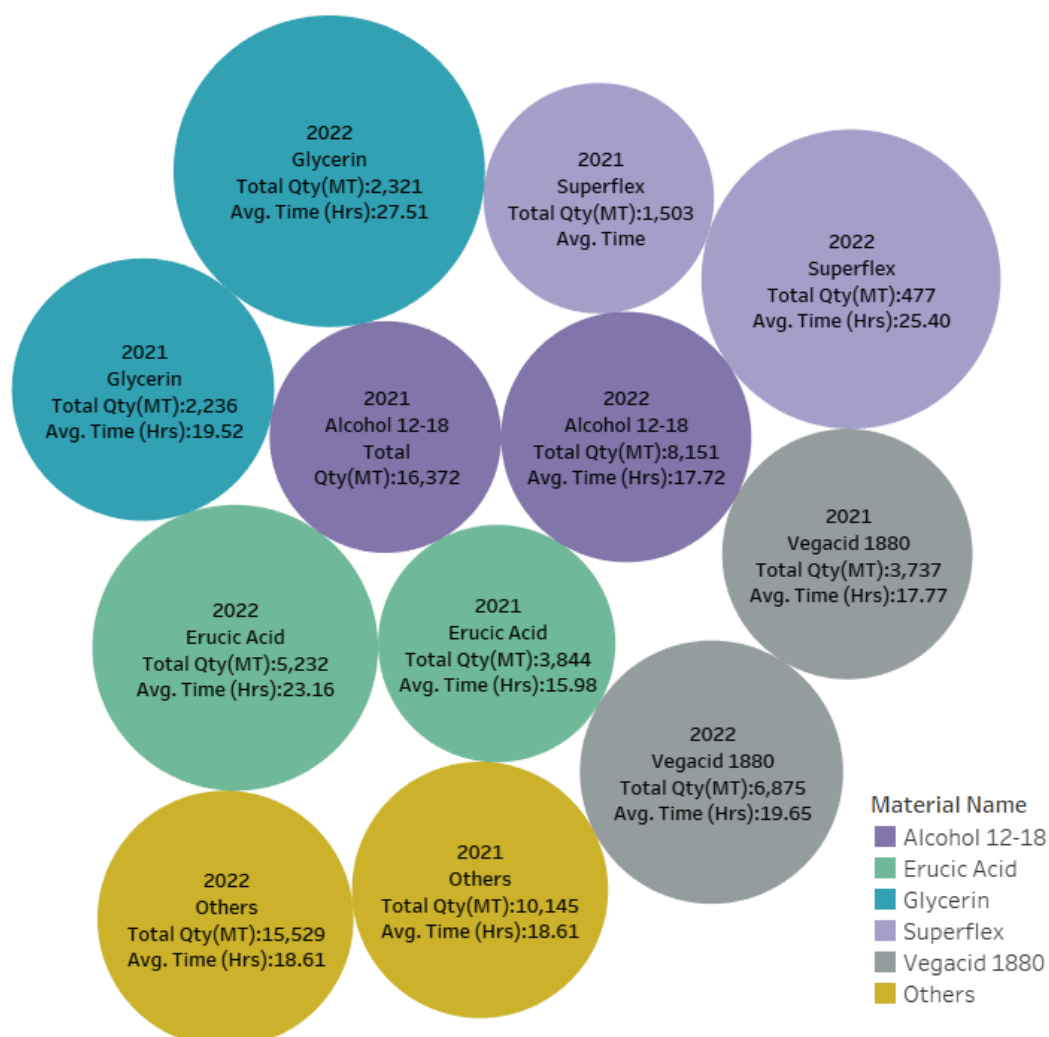 2022
Glycerin
Total Qty(MT):2,321
Avg. Time (Hrs):27.51
2021
Superflex
Total Qty(MT):1,503
Avg. Time
2022
Superflex
Total Qty(MT):477
Avg. Time (Hrs):25.40
2021
Glycerin
Total Qty(MT):2,236
Avg. Time (Hrs):19.52
2021
Alcohol 12-18
Total
Qty(MT):16,372
2022
Alcohol 12-18
Total Qty(MT):8,151
Avg. Time (Hrs):17.72
2021
Vegacid 1880
Total Qty(MT):3,737
Avg. Time (Hrs):17.77
2022
Erucic Acid
Total Qty(MT):5,232
Avg. Time (Hrs):23.16
2021
Erucic Acid
Total Qty(MT):3,844
Avg. Time (Hrs):15.98
2022
Vegacid 1880
Total Qty(MT):6,875
Avg. Time (Hrs):19.65
2022
Others
Total Qty(MT):15,529
Avg. Time (Hrs):18.61
2021
Others
Total Qty(MT):10,145
Avg. Time (Hrs):18.61
Material Name
Alcohol 12-18
Erucic Acid
Glycerin
Superflex
Vegacid 1880
Others